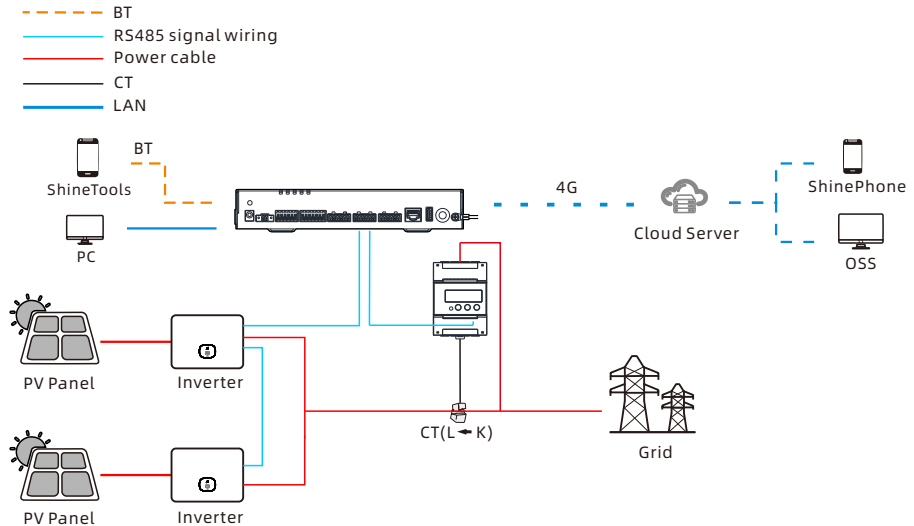 BT
RS485 signal wiring
Power cable
CT
LAN
BT
ShineTools
4G
ShinePhone
Cloud Server
PC
OSS
PV Panel
Inverter
CT(L K)
Grid
PV Panel
Inverter